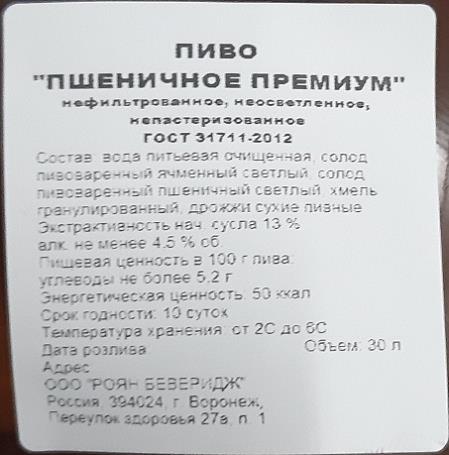 ПИВО
"ПШЕНИЧНОЕ ПРЕМИУМ"
нефильтрованное, неосветленное,
непастеризованное
ГОСТ 31711-2012
Состав: вода питьевая очищенная, солод
пивоваренный ячменный светлый, солод
пивоваренный пшеничный светлый, хмель
гранулированный, дрожжи сухие пивные
Экстрактивность нач. сусла 13 %
алк. не менее 4.5 % об.
Пищевая ценность в 100 г пива:
углеводы не более 5.2 г
Энергетическая ценность: 50 ккал
Срок годности: 10 суток
Температура хранения: от 2С до 6С
Дата розлива: Объем: 30 л
Адрес:
ООО "РОЯН БЕВЕРИДЖ"
Россия, 394024, г. Воронеж,
Переулок здоровья 27в, п. 1